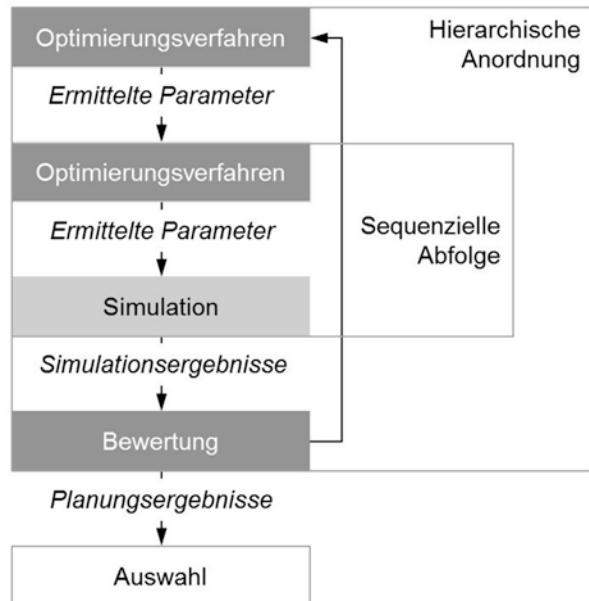 Optimierungsverfahren
Hierarchische
Anordnung
Ermittelte Parameter
Optimierungsverfahren
Ermittelte Parameter
Sequenzielle
Abfolge
Simulation
Simulationsergebnisse
Bewertung
Planungsergebnisse
Auswahl